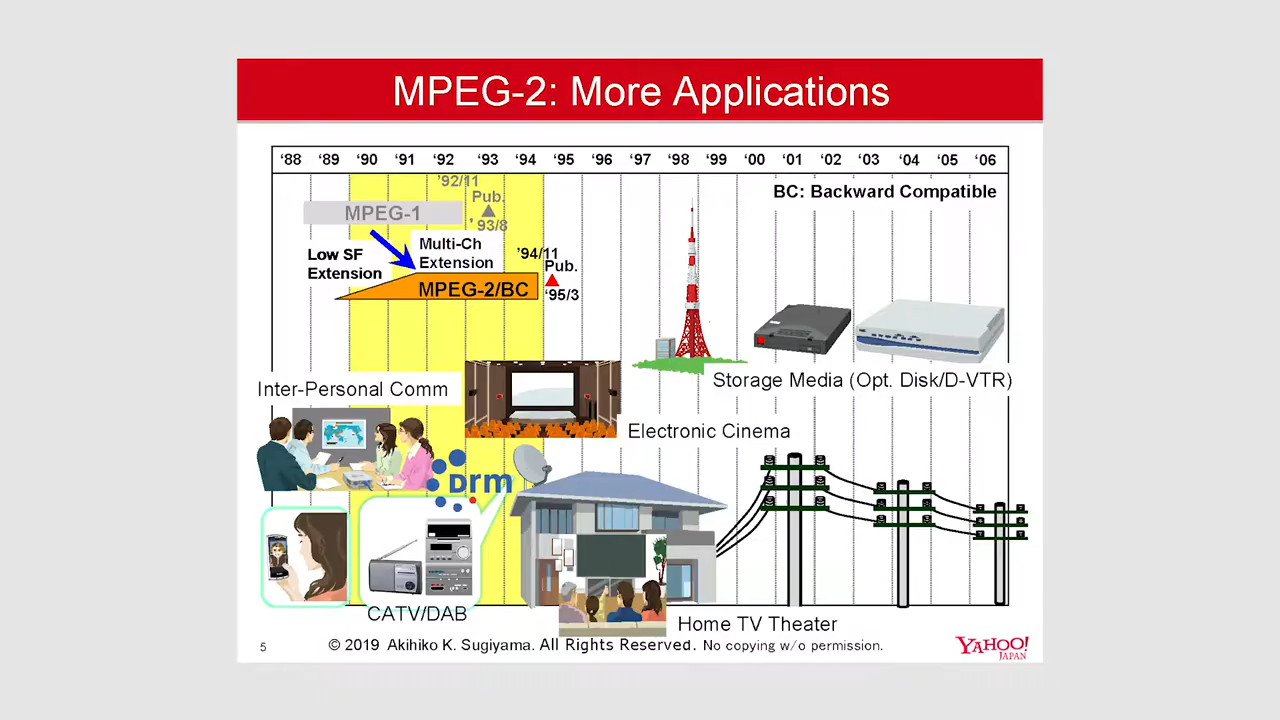 MPEG-2: More Applications
‘88 ‘89 ‘90 ‘91 ‘92 ‘93 ‘94 ‘95 ‘96 ‘97 ‘98 ‘99 ‘00 ‘01 ‘02 ‘03 ‘04 ‘05 ‘06
’92/11
BC: Backward Compatible
Pub.
MPEG-1
’93/8
Low SF
Extension
Multi-Ch
Extension
’94/11
Pub.
MPEG-2/BC
‘95/3
Storage Media (Opt. Disk/D-VTR)
Inter-Personal Comm
Electronic Cinema
Drm
CATV/DAB
Home TV Theater
5
© 2019 Akihiko K. Sugiyama. All Rights Reserved. No copying w/o permission.
YAHOO!
JAPAN